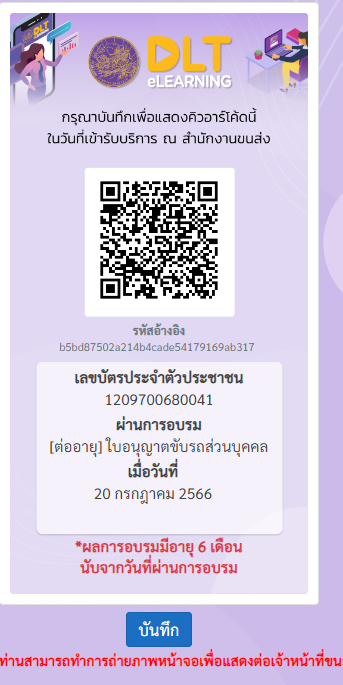 DLT
DLT
eLEARNING
กรุณาบันทึกเพื่อแสดงคิวอาร์โค้ดนี้
ในวันที่เข้ารับบริการ ณ สำนักงานขนส่ง
รหัสอ้างอิง
b5bd87502a214b4cade54179169ab317
เลขบัตรประจำตัวประชาชน
1209700680041
ผ่านการอบรม
[ต่ออายุ] ใบอนุญาตขับรถส่วนบุคคล
เมื่อวันที่
20 กรกฎาคม 2566
*ผลการอบรมมีอายุ 6 เดือน
นับจากวันที่ผ่านการอบรม
บันทึก
ท่านสามารถทำการถ่ายภาพหน้าจอเพื่อแสดงต่อเจ้าหน้าที่ขน